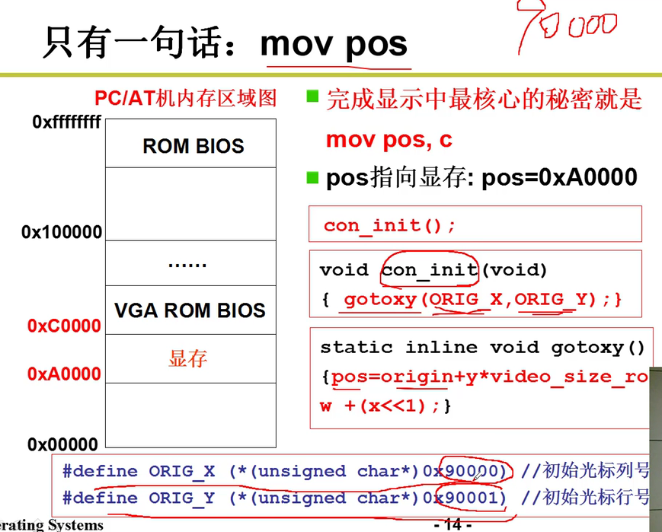 只有一句话：mov pos
90000
PC/AT机内存区域图
0xffffffff
ROM BIOS
0x100000
......
VGA ROM BIOS
0xC0000
显存
0xA0000
0x00000
完成显示中最核心的秘密就是
mov pos, c
pos指向显存: pos=0xA0000
con_init();
void con_init(void)
{ gotoxy(ORIG_X,ORIG_Y);}
static inline void gotoxy()
{pos=origin+y*video_size_ro
w +(x<<1);}
#define ORIG_X (*(unsigned char*)0x90000) //初始光标列号
#define ORIG_Y (*(unsigned char*)0x90001) //初始光标行号
erating Systems
- 14 -